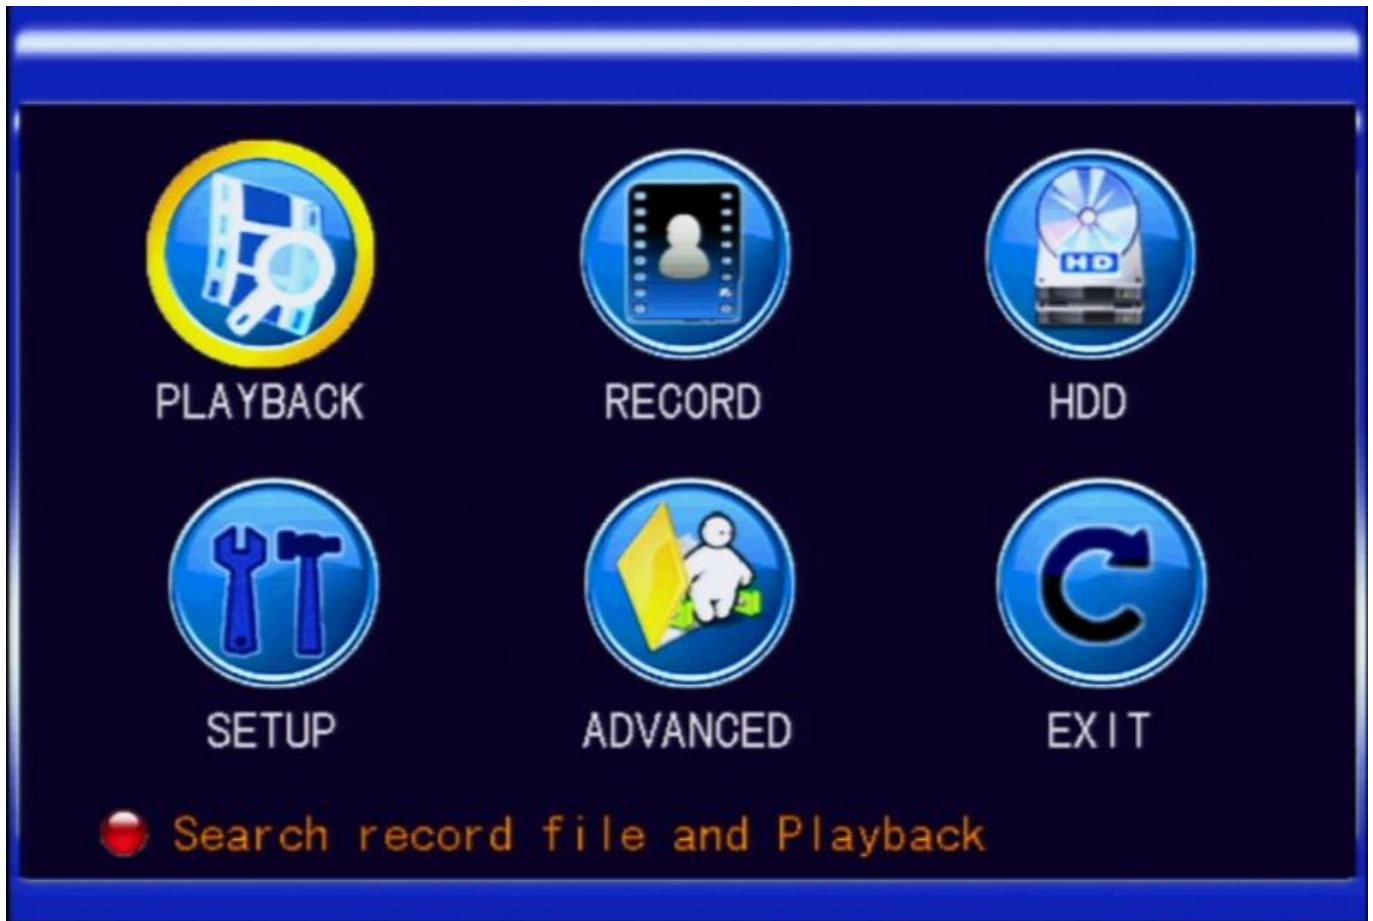 HD
PLAYBACK
RECORD
HDD
SETUP
ADVANCED
EXIT
Search record file and Playback